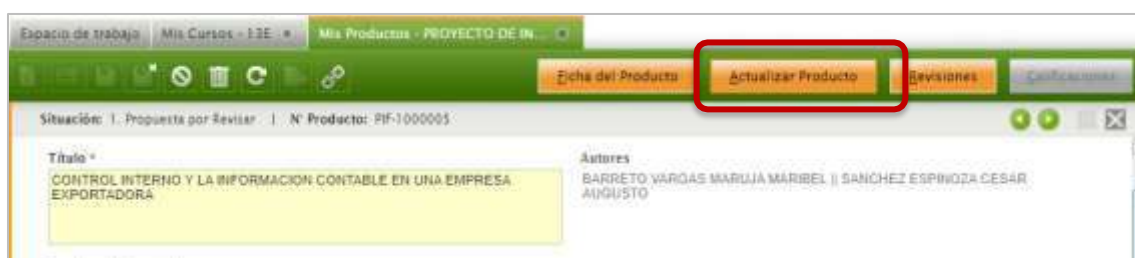 Espacio de trabajo Mis Cursos - 13E Mis Productos - PROYECTO DE IN...
Ficha del Producto Actualizar Producto Revisiones Calificaciones
Situación: 1. Propuesta por Revisar | N° Producto: PIF-1000005
Título * Autores
CONTROL INTERNO Y LA INFORMACION CONTABLE EN UNA EMPRESA BARRETO VARGAS MARUJA MARIBEL || SANCHEZ ESPINOZA CESAR
EXPORTADORA AUGUSTO